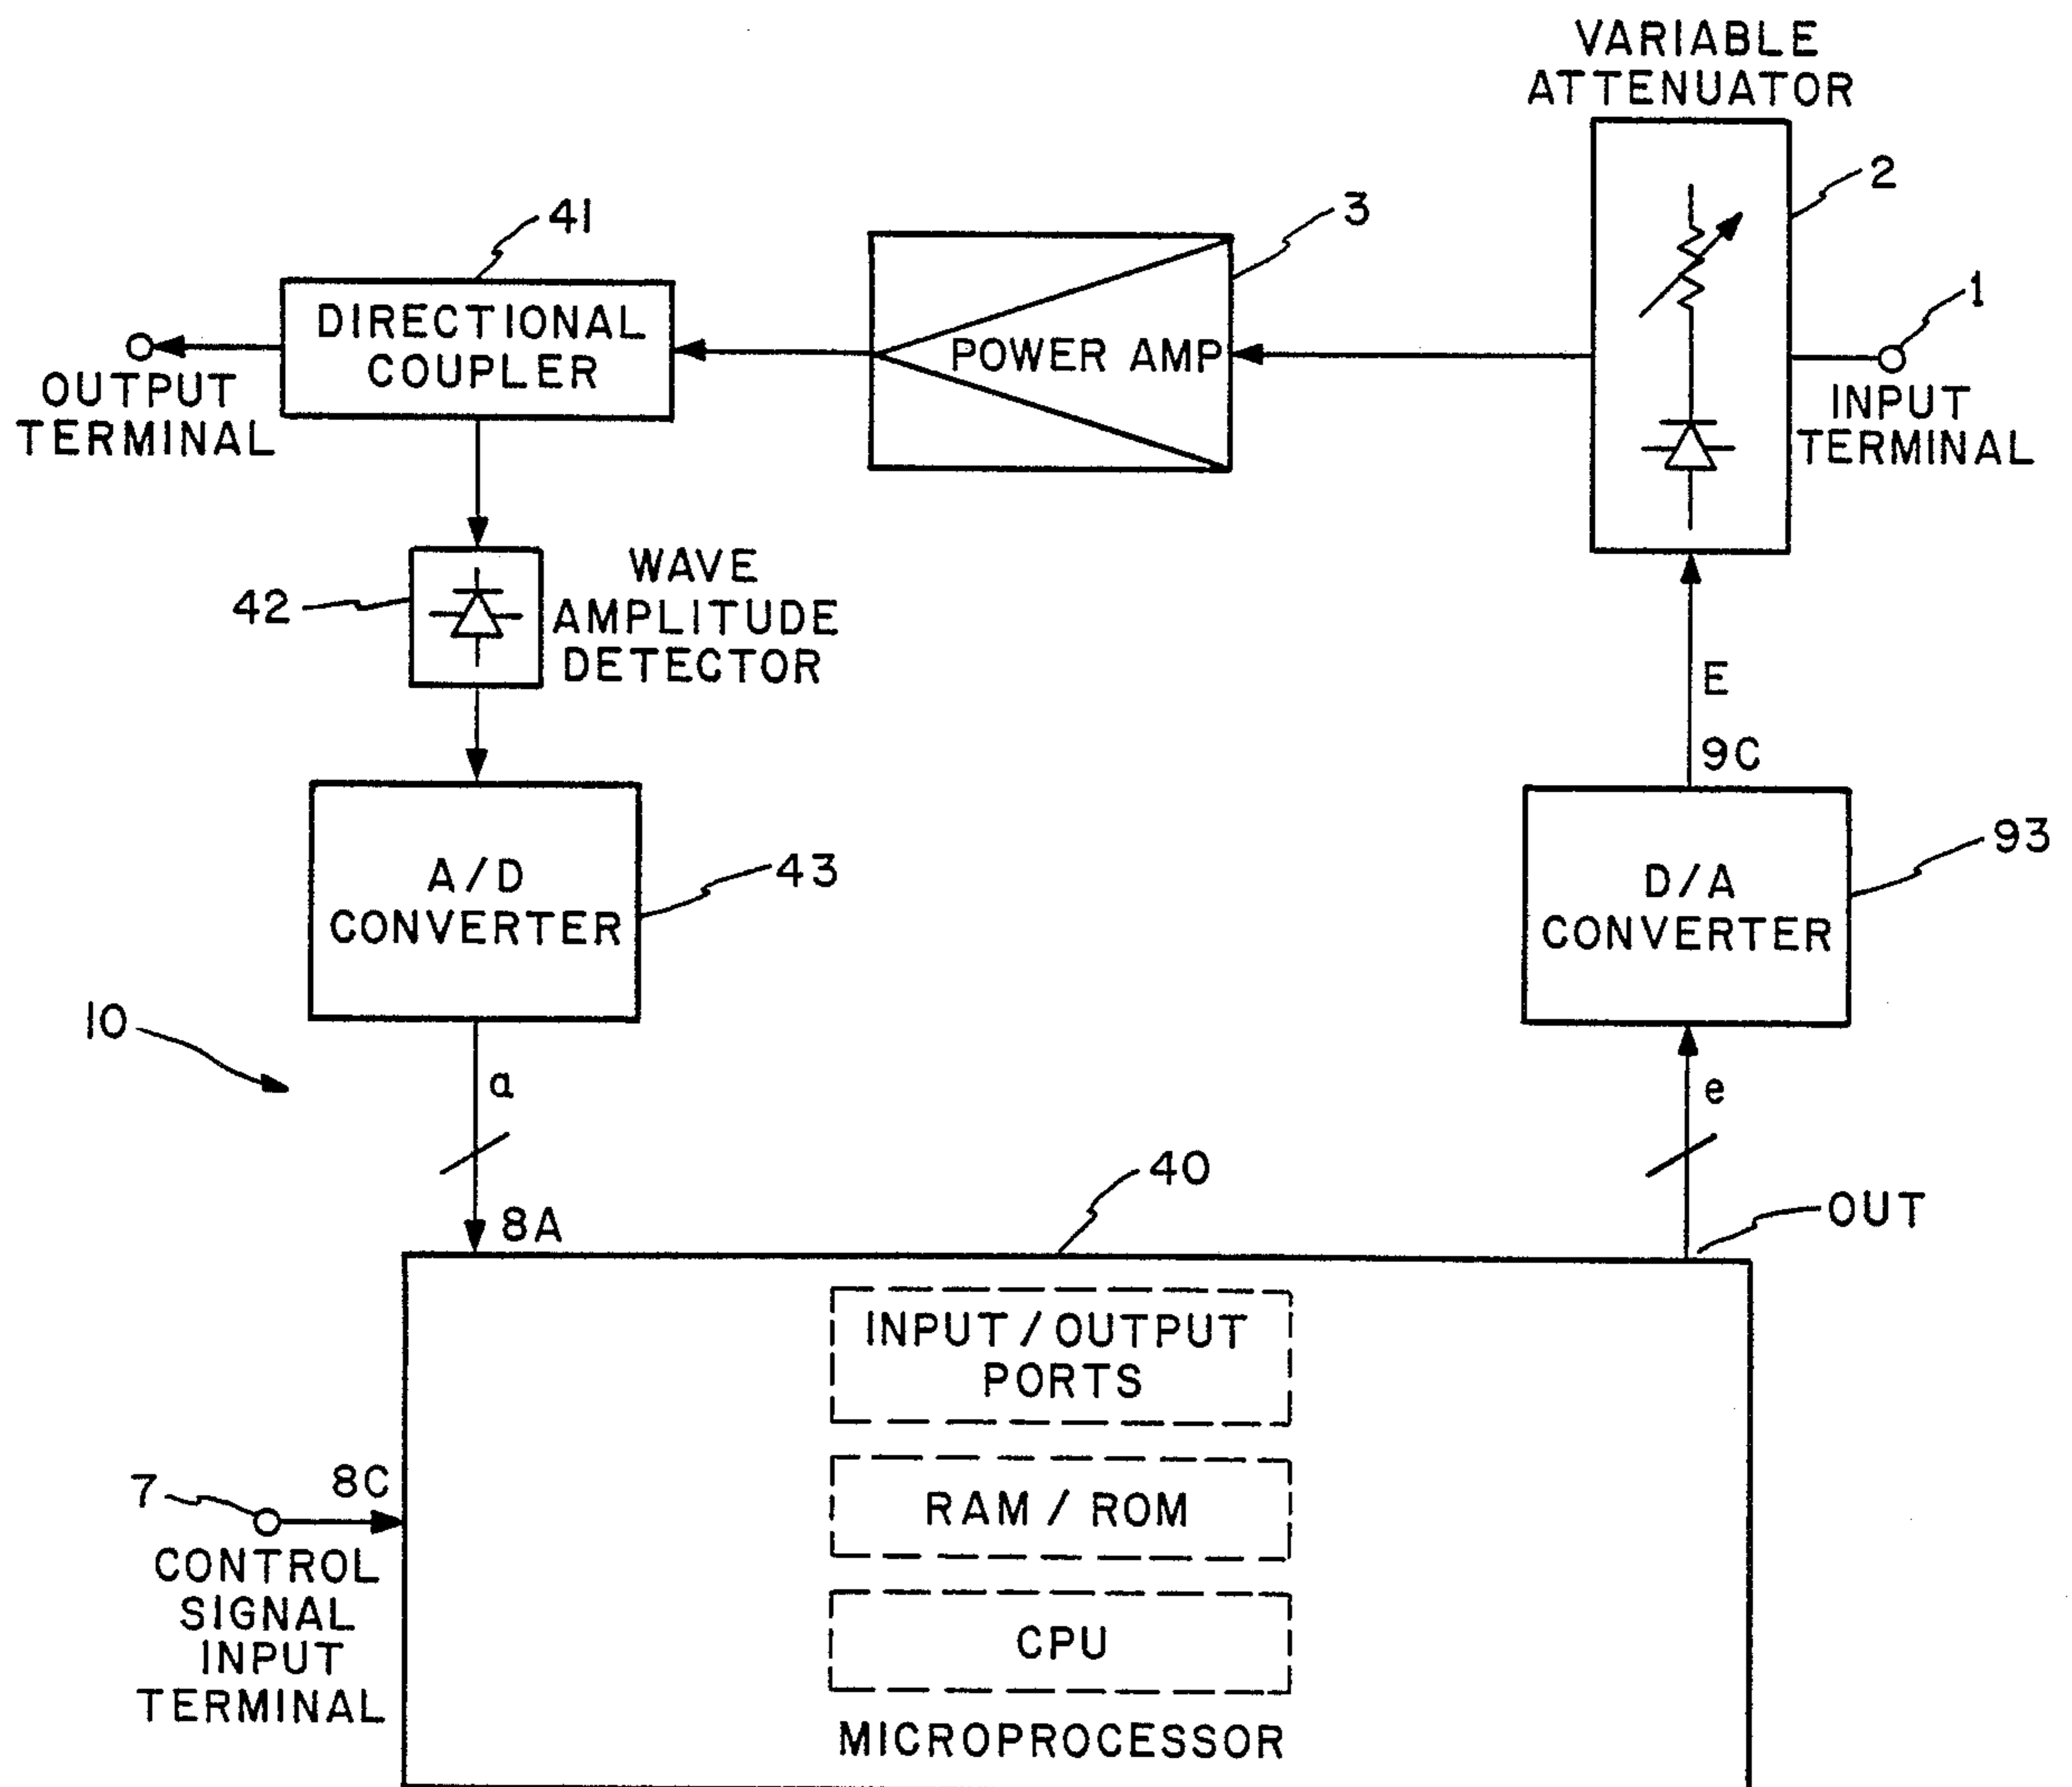 VARIABLE
ATTENUATOR
2
1
INPUT
TERMINAL
3
POWER AMP
41
DIRECTIONAL
COUPLER
OUTPUT
TERMINAL
42
WAVE
AMPLITUDE
DETECTOR
E
9C
A/D
CONVERTER
43
D/A
CONVERTER
93
10
a
e
8A
40
OUT
INPUT / OUTPUT
PORTS
RAM / ROM
CPU
MICROPROCESSOR
7
8C
CONTROL
SIGNAL
INPUT
TERMINAL